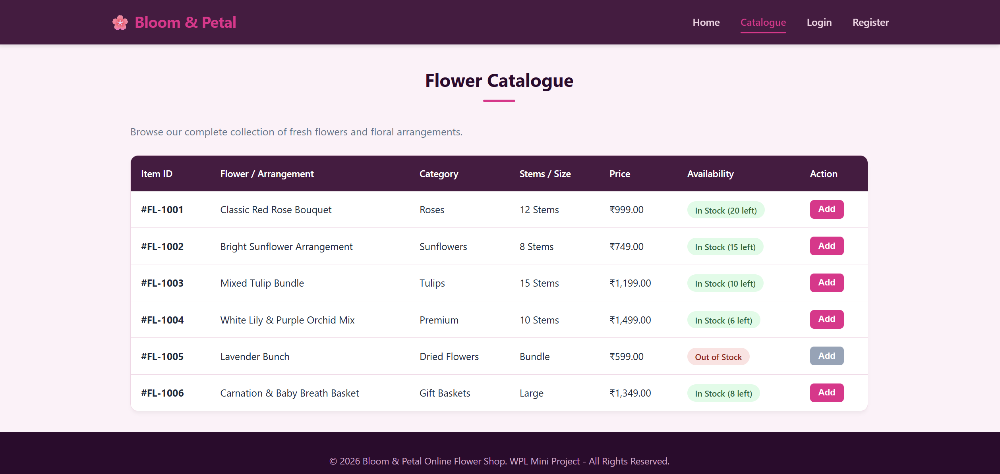 Bloom & Petal
Home Catalogue Login Register
Flower Catalogue
Browse our complete collection of fresh flowers and floral arrangements.
Item ID Flower / Arrangement Category Stems / Size Price Availability Action
#FL-1001 Classic Red Rose Bouquet Roses 12 Stems ₹999.00 In Stock (20 left) Add
#FL-1002 Bright Sunflower Arrangement Sunflowers 8 Stems ₹749.00 In Stock (15 left) Add
#FL-1003 Mixed Tulip Bundle Tulips 15 Stems ₹1,199.00 In Stock (10 left) Add
#FL-1004 White Lily & Purple Orchid Mix Premium 10 Stems ₹1,499.00 In Stock (6 left) Add
#FL-1005 Lavender Bunch Dried Flowers Bundle ₹599.00 Out of Stock Add
#FL-1006 Carnation & Baby Breath Basket Gift Baskets Large ₹1,349.00 In Stock (8 left) Add
© 2026 Bloom & Petal Online Flower Shop. WPL Mini Project - All Rights Reserved.